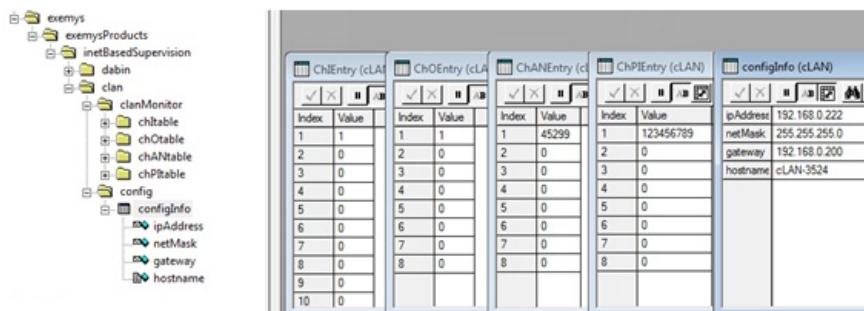 exemys
exemysProducts
inetBasedSupervision
dabin
clan
clanMonitor
chItable
chOtable
chANtable
chPItable
config
configInfo
ipAddress
netMask
gateway
hostname
ChIEntry (cLAN
Index Value
1 1
2 0
3 0
4 0
5 0
6 0
7 0
8 0
9 0
10 0
ChOEntry (cLA
Index Value
1 1
2 0
3 0
4 0
5 0
6 0
7 0
8 0
ChANEntry (cl
Index Value
1 45299
2 0
3 0
4 0
5 0
6 0
7 0
8 0
ChPIEntry (cLAN)
Index Value
1 123456789
2 0
3 0
4 0
5 0
6 0
7 0
8 0
configInfo (cLAN)
ipAddress 192.168.0.222
netMask 255.255.255.0
gateway 192.168.0.200
hostname cLAN-3524